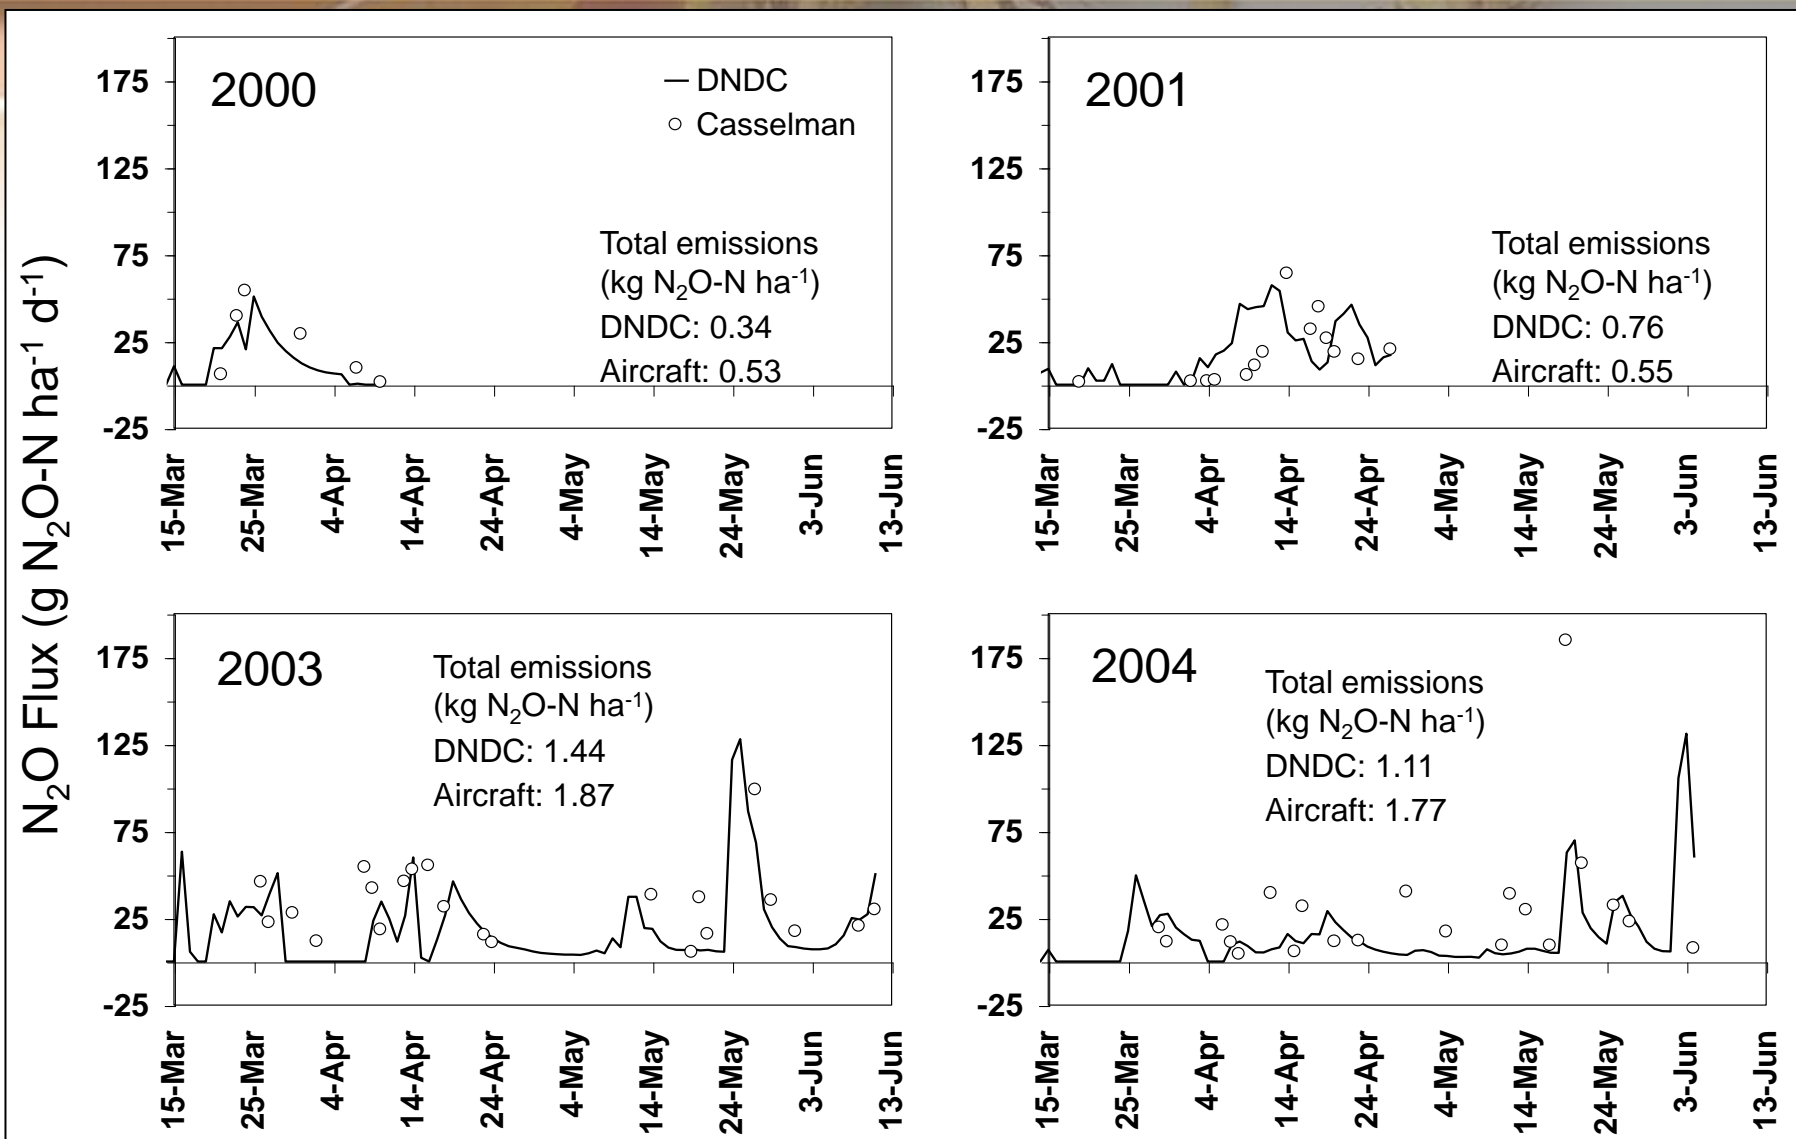 N₂O Flux (g N₂O-N ha⁻¹ d⁻¹)
2000
DNDC
Casselman
175
125
75
25
-25
Total emissions
(kg N₂O-N ha⁻¹)
DNDC: 0.34
Aircraft: 0.53
15-Mar
25-Mar
4-Apr
14-Apr
24-Apr
4-May
14-May
24-May
3-Jun
13-Jun
2001
175
125
75
25
-25
Total emissions
(kg N₂O-N ha⁻¹)
DNDC: 0.76
Aircraft: 0.55
15-Mar
25-Mar
4-Apr
14-Apr
24-Apr
4-May
14-May
24-May
3-Jun
13-Jun
2003
175
125
75
25
-25
Total emissions
(kg N₂O-N ha⁻¹)
DNDC: 1.44
Aircraft: 1.87
15-Mar
25-Mar
4-Apr
14-Apr
24-Apr
4-May
14-May
24-May
3-Jun
13-Jun
2004
175
125
75
25
-25
Total emissions
(kg N₂O-N ha⁻¹)
DNDC: 1.11
Aircraft: 1.77
15-Mar
25-Mar
4-Apr
14-Apr
24-Apr
4-May
14-May
24-May
3-Jun
13-Jun